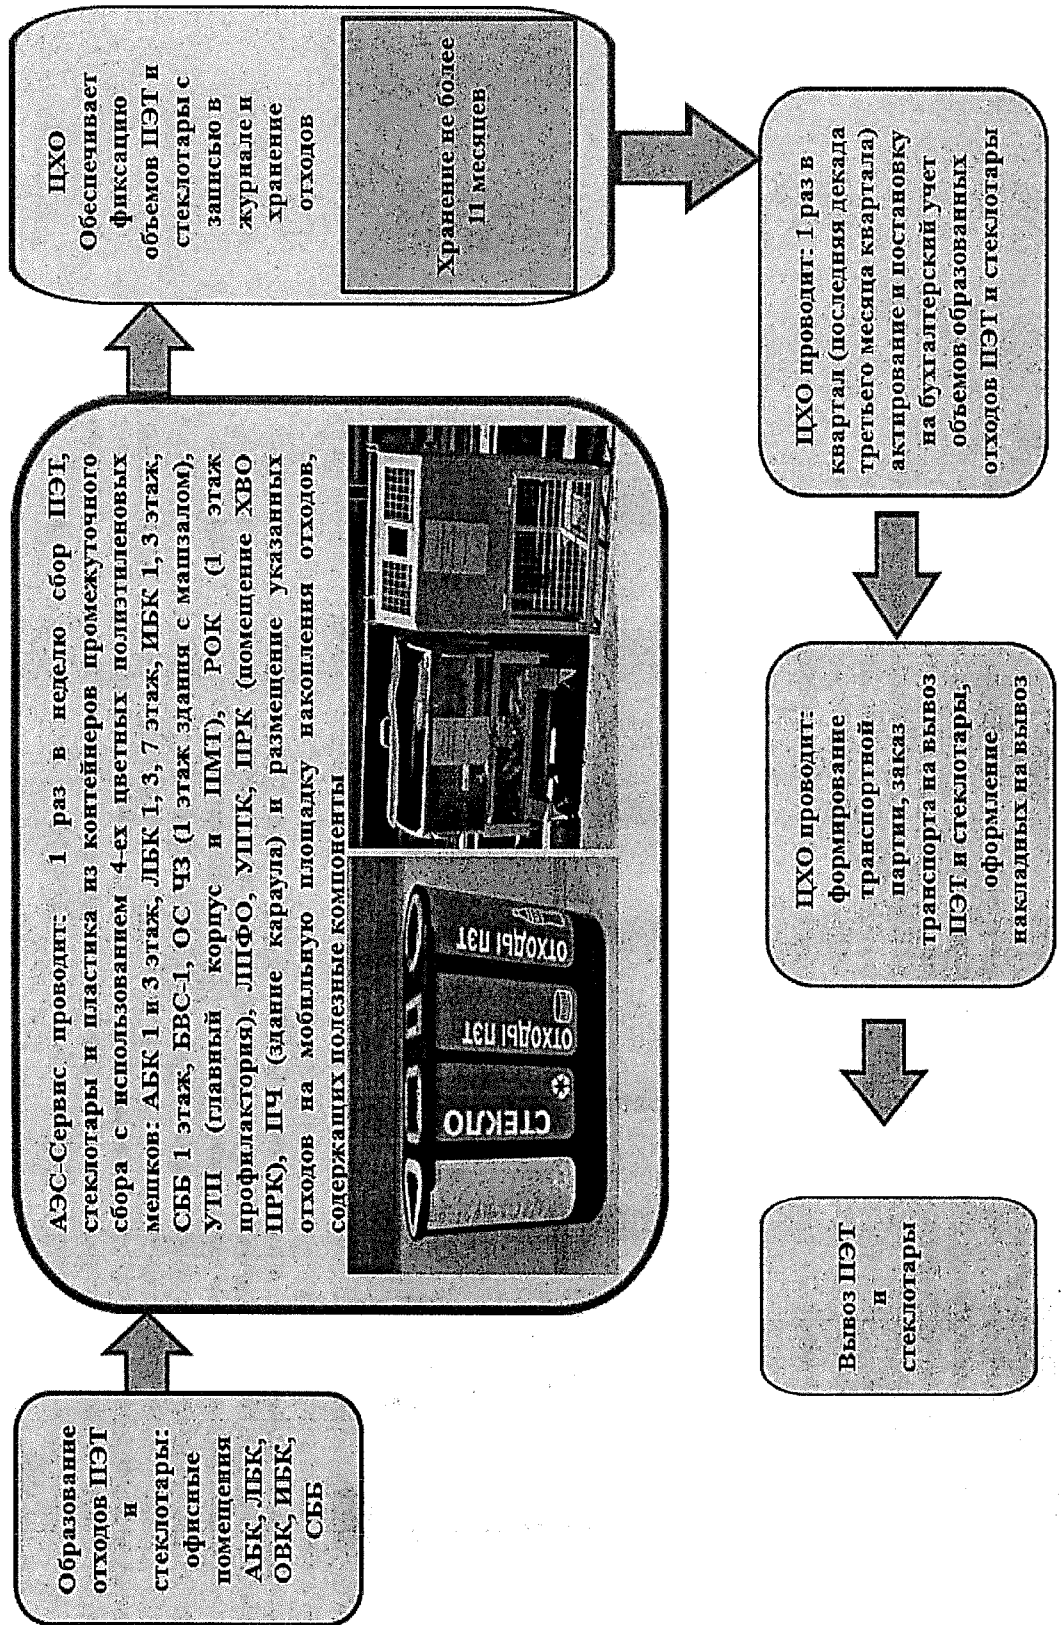 Образование
отходов ПЭТ
и
стеклотары:
офисные
помещения
АБК, ЛБК,
ОВК, ИБК,
СББ
АЭС-Сервис проводит: 1 раз в неделю сбор ПЭТ,
стеклотары и пластика из контейнеров промежуточного
сбора с использованием 4-ех цветных полиэтиленовых
мешков: АБК 1 и 3 этаж, ЛБК 1, 3, 7 этаж, ИБК 1, 3 этаж,
СББ 1 этаж, БВС-1, ОС ЧЗ (1 этаж здания с машзалом),
УТП (главный корпус и ПМТ), РОК (1 этаж
профилактория), ЛПФО, УПТК, ПРК (помещение ХВО
ПРК), ПЧ (здание караула) и размещение указанных
отходов на мобильную площадку накопления отходов,
содержащих полезные компоненты
СТЕКЛО
ОТХОДЫ ПЭТ
ОТХОДЫ ПЭТ
ЦХО
Обеспечивает
фиксацию
объемов ПЭТ и
стеклотары с
записью в
журнале и
хранение
отходов
Хранение не более
11 месяцев
ЦХО проводит: 1 раз в
квартал (последняя декада
третьего месяца квартала)
актирование и постановку
на бухгалтерский учет
объемов образованных
отходов ПЭТ и стеклотары
ЦХО проводит:
формирование
транспортной
партии, заказ
транспорта на вывоз
ПЭТ и стеклотары,
оформление
накладных на вывоз
Вывоз ПЭТ
и
стеклотары